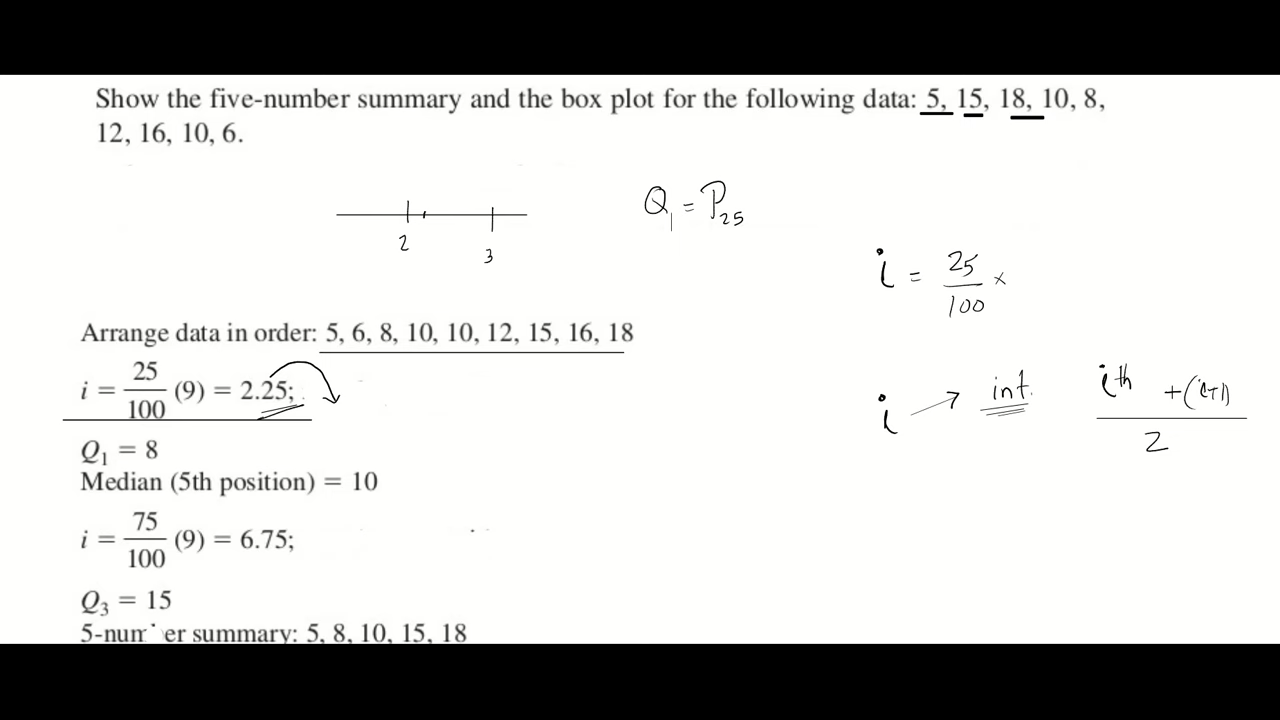 Show the five-number summary and the box plot for the following data: 5, 15, 18, 10, 8,
12, 16, 10, 6.
2 3
Q1 = P25
i = 25/100 ×
Arrange data in order: 5, 6, 8, 10, 10, 12, 15, 16, 18
i = 25/100 (9) = 2.25;
i → int. ith + (i+1) / 2
Q1 = 8
Median (5th position) = 10
i = 75/100 (9) = 6.75;
Q3 = 15
5-num er summary: 5, 8, 10, 15, 18